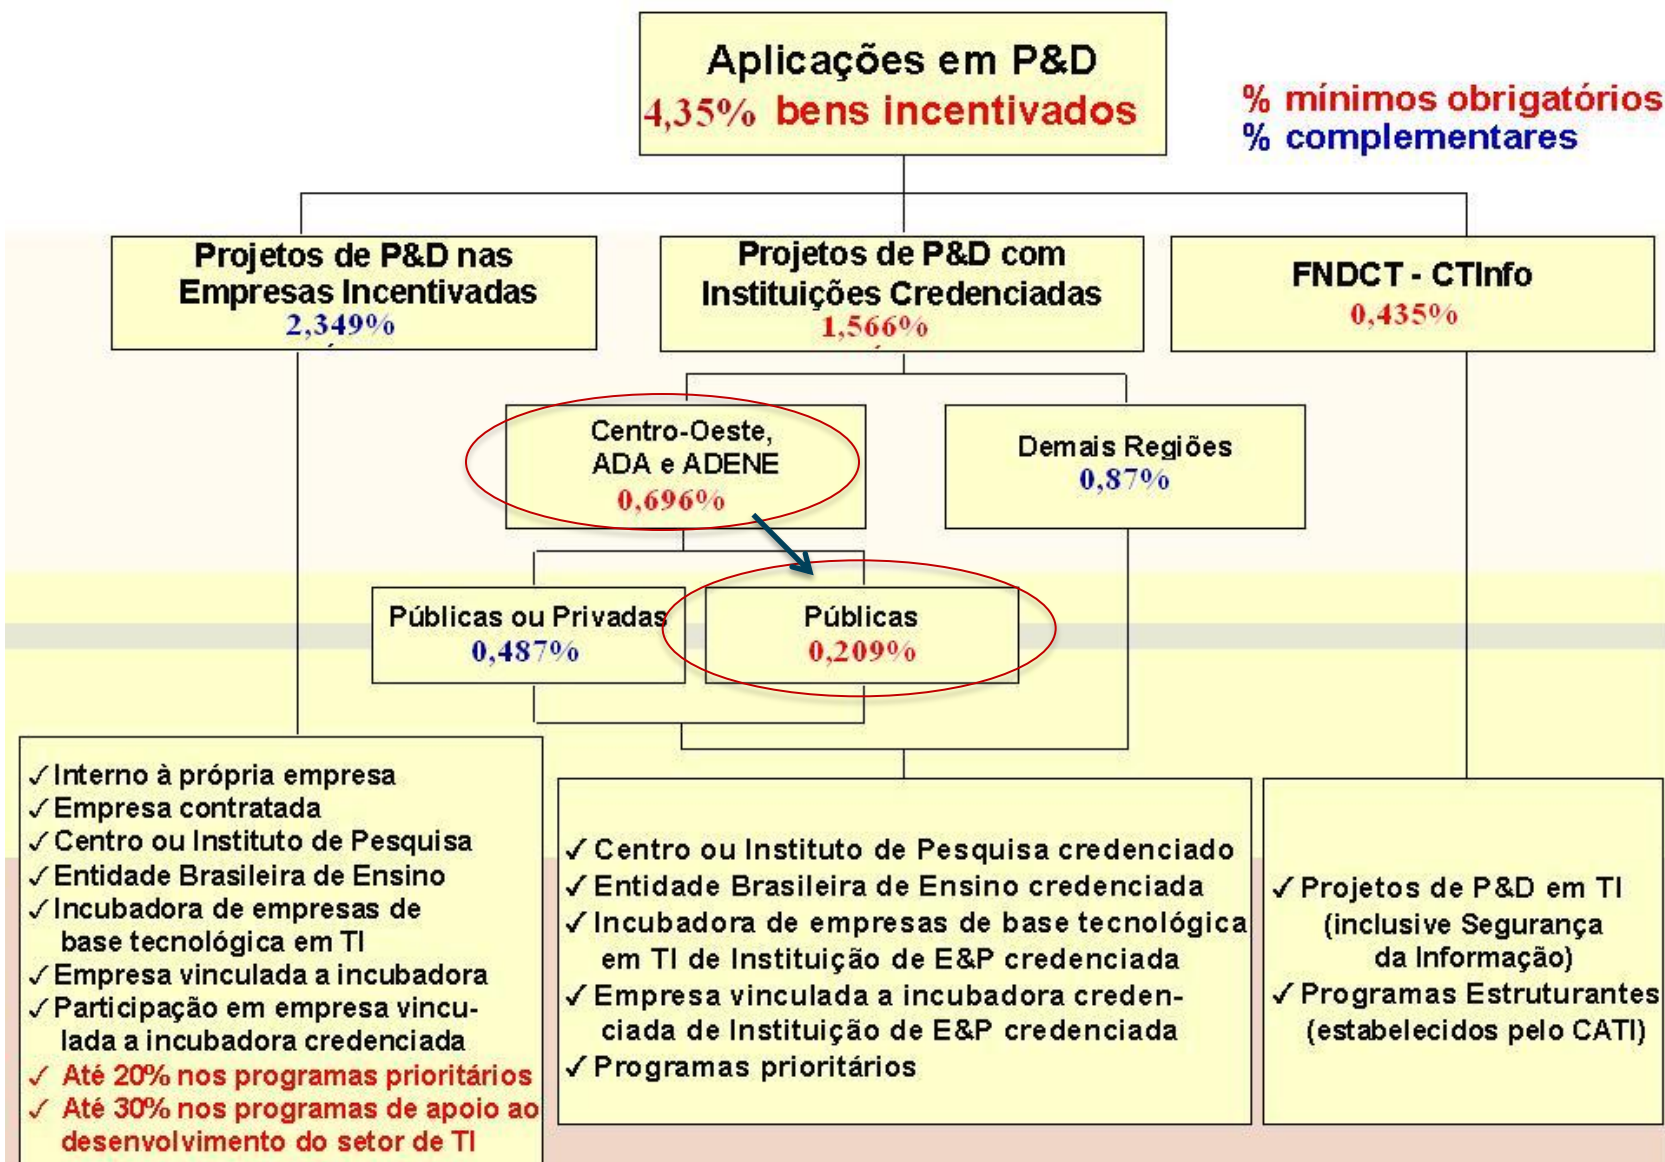 Aplicações em P&D
4,35% bens incentivados
% mínimos obrigatórios
% complementares
Projetos de P&D nas
Empresas Incentivadas
2,349%
Projetos de P&D com
Instituições Credenciadas
1,566%
FNDCT - CTInfo
0,435%
Centro-Oeste,
ADA e ADENE
0,696%
Demais Regiões
0,87%
Públicas ou Privadas
0,487%
Públicas
0,209%
✓ Interno à própria empresa
✓ Empresa contratada
✓ Centro ou Instituto de Pesquisa
✓ Entidade Brasileira de Ensino
✓ Incubadora de empresas de
base tecnológica em TI
✓ Empresa vinculada a incubadora
✓ Participação em empresa vincu-
lada a incubadora credenciada
✓ Até 20% nos programas prioritários
✓ Até 30% nos programas de apoio ao
desenvolvimento do setor de TI
✓ Centro ou Instituto de Pesquisa credenciado
✓ Entidade Brasileira de Ensino credenciada
✓ Incubadora de empresas de base tecnológica
em TI de Instituição de E&P credenciada
✓ Empresa vinculada a incubadora creden-
ciada de Instituição de E&P credenciada
✓ Programas prioritários
✓ Projetos de P&D em TI
(inclusive Segurança
da Informação)
✓ Programas Estruturantes
(estabelecidos pelo CATI)